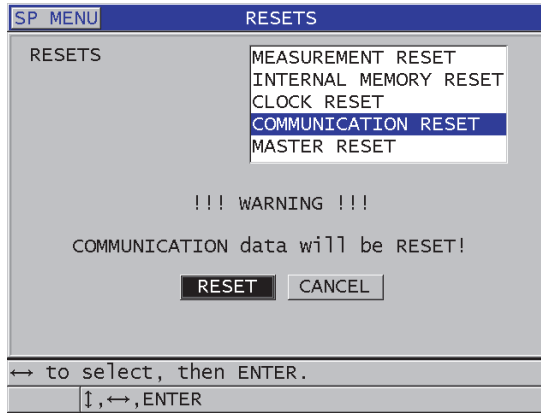 SP MENU RESETS
RESETS
MEASUREMENT RESET
INTERNAL MEMORY RESET
CLOCK RESET
COMMUNICATION RESET
MASTER RESET
!!! WARNING !!!
COMMUNICATION data will be RESET!
RESET CANCEL
↔ to select, then ENTER.
↕,↔,ENTER